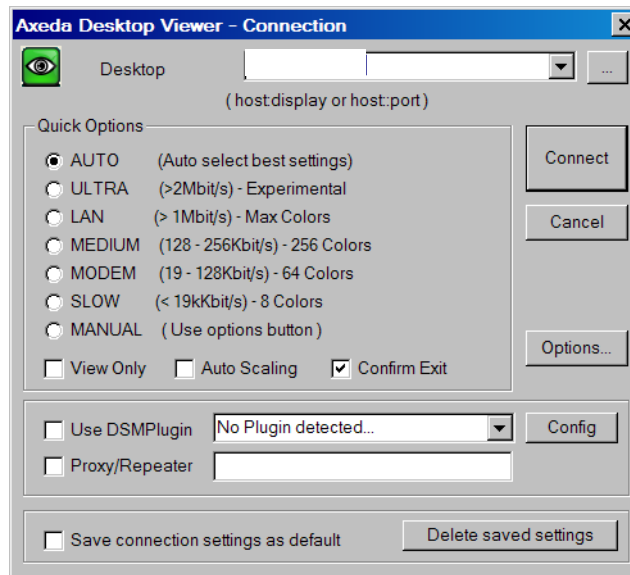 Axeda Desktop Viewer - Connection
Desktop
...
( host:display or host::port )
Quick Options
AUTO (Auto select best settings)
ULTRA (>2Mbit/s) - Experimental
LAN (> 1Mbit/s) - Max Colors
MEDIUM (128 - 256Kbit/s) - 256 Colors
MODEM (19 - 128Kbit/s) - 64 Colors
SLOW (< 19kKbit/s) - 8 Colors
MANUAL ( Use options button )
View Only Auto Scaling Confirm Exit
Connect
Cancel
Options...
Use DSMPlugin No Plugin detected... Config
Proxy/Repeater
Save connection settings as default Delete saved settings